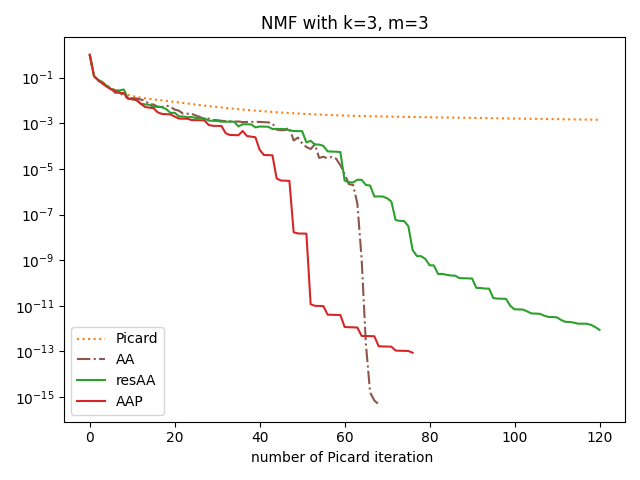 NMF with k=3, m=3
10⁻¹
10⁻³
10⁻⁵
10⁻⁷
10⁻⁹
10⁻¹¹
10⁻¹³
10⁻¹⁵
Picard
AA
resAA
AAP
0 20 40 60 80 100 120
number of Picard iteration